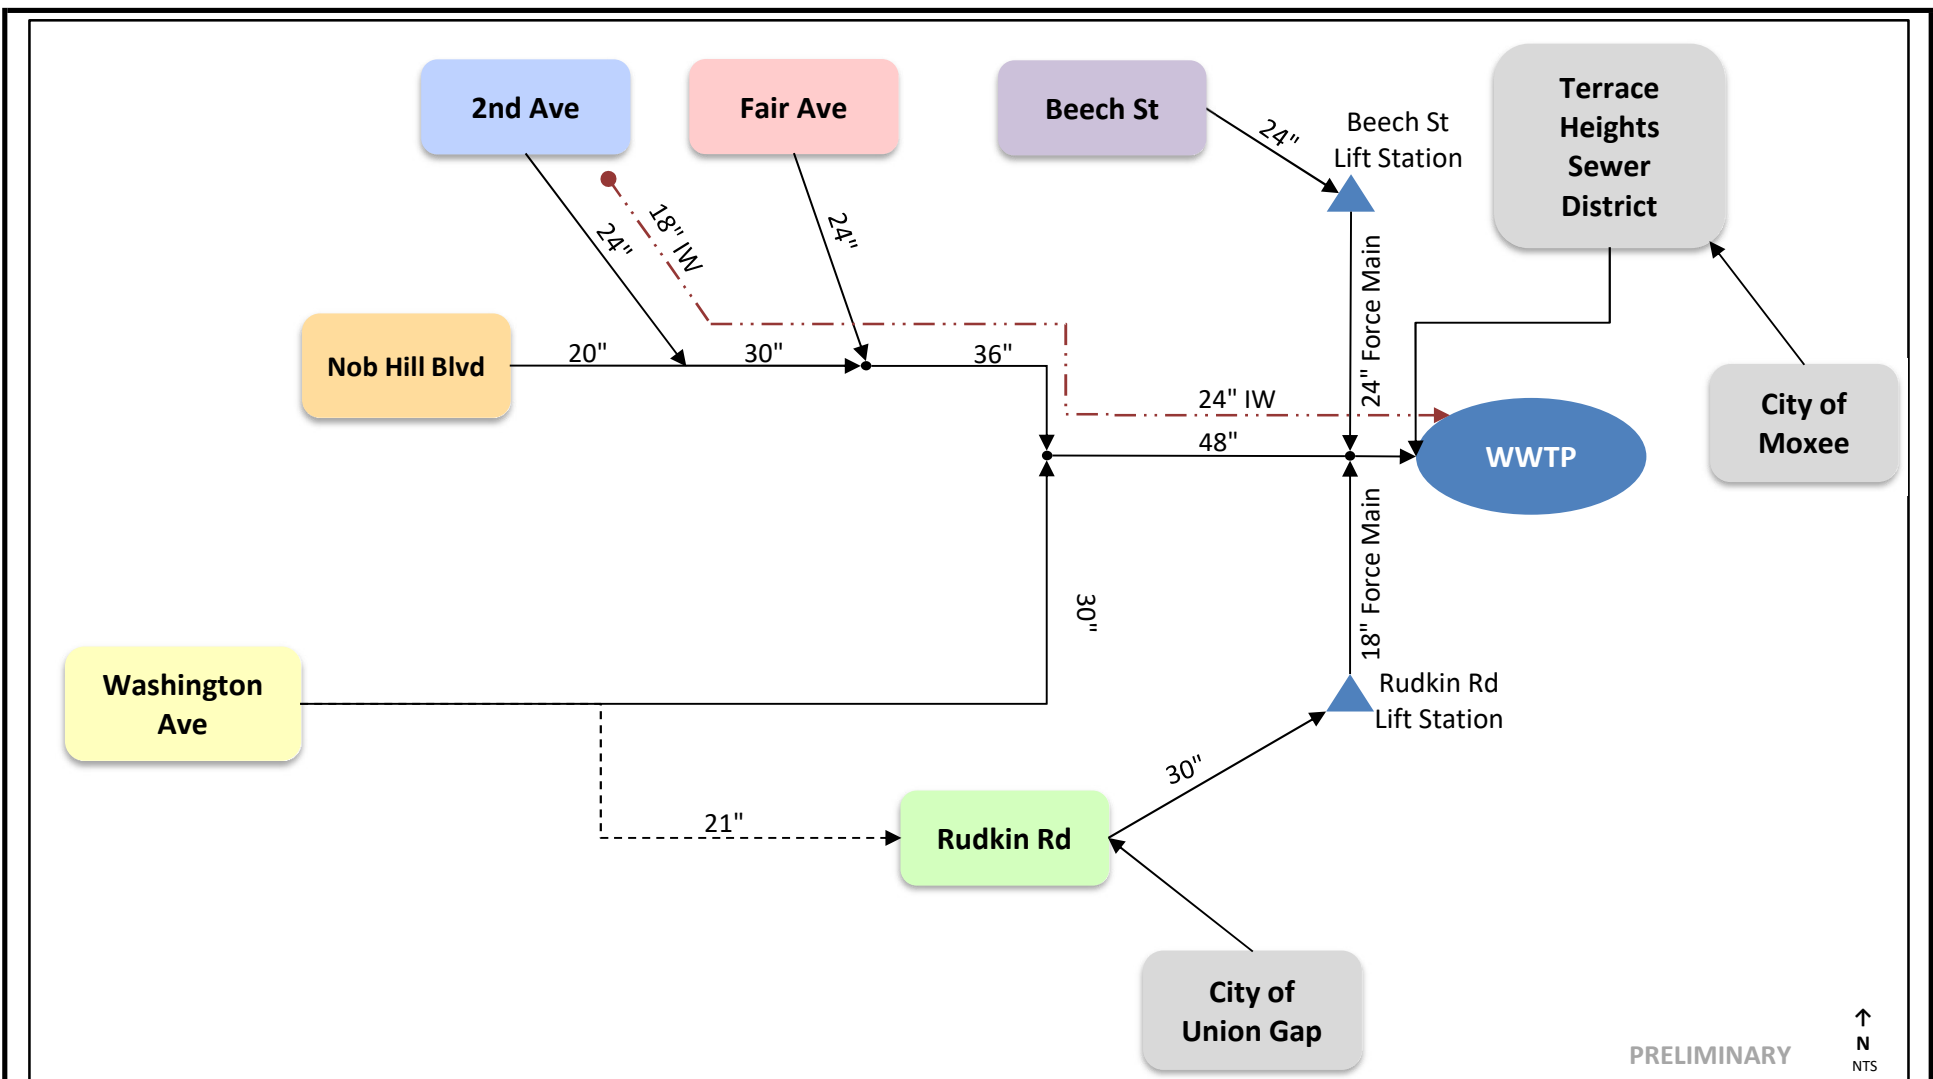 2nd Ave
Fair Ave
Beech St
Terrace
Heights
Sewer
District
24"
Beech St
Lift Station
18" IW
24"
24"
24" Force Main
Nob Hill Blvd
20"
30"
36"
24" IW
48"
WWTP
City of
Moxee
18" Force Main
30"
Washington
Ave
Rudkin Rd
Lift Station
30"
21"
Rudkin Rd
City of
Union Gap
PRELIMINARY
N
NTS